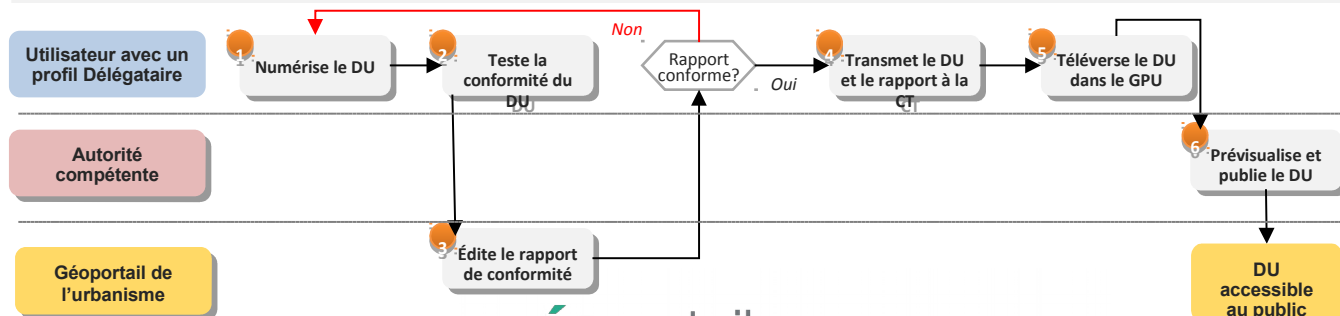 Non
Utilisateur avec un
profil Délégataire
1
Numérise le DU
2
Teste la
conformité du
DU
Rapport
conforme?
Oui
4
Transmet le DU
et le rapport à la
CT
5
Téléverse le DU
dans le GPU
Autorité
compétente
6
Prévisualise et
publie le DU
3
Édite le rapport
de conformité
Géoportail de
l'urbanisme
DU
accessible
au public